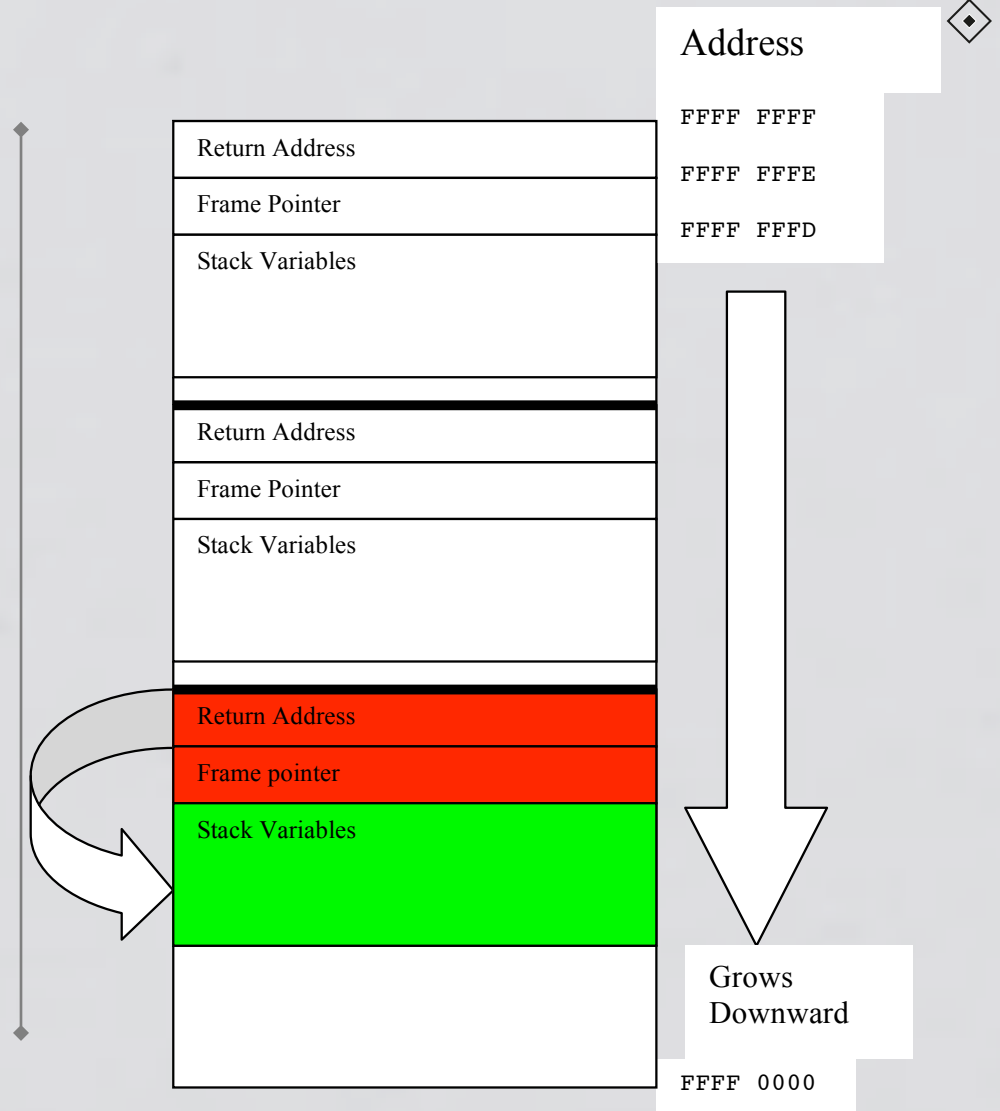 Address
FFFF FFFF
Return Address
FFFF FFFE
Frame Pointer
FFFF FFFD
Stack Variables
Return Address
Frame Pointer
Stack Variables
Return Address
Frame pointer
Stack Variables
Grows
Downward
FFFF 0000